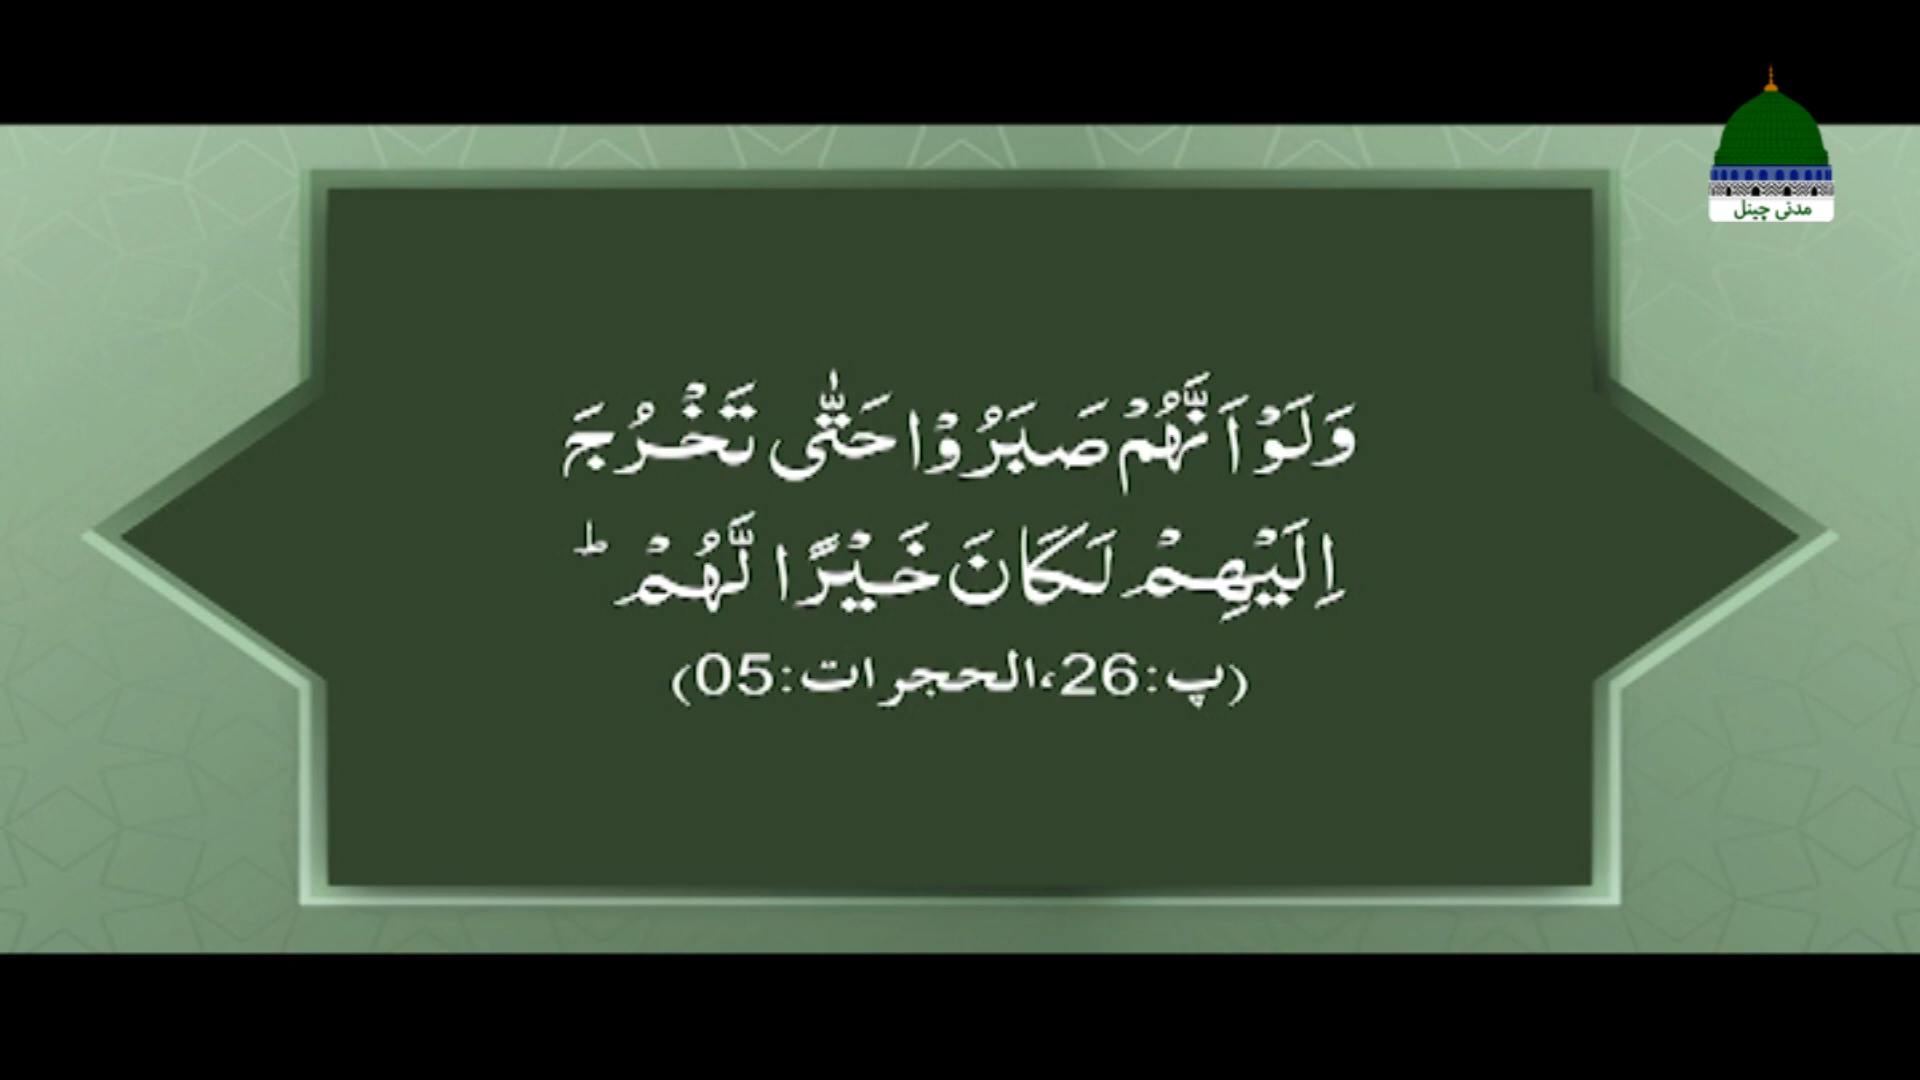 مدنی چینل
وَلَوْ اَنَّهُمْ صَبَرُوْا حَتّٰى تَخْرُجَ
اِلَيْهِمْ لَكَانَ خَيْرًا لَّهُمْ ؕ
(پ:26،الحجرات:05)